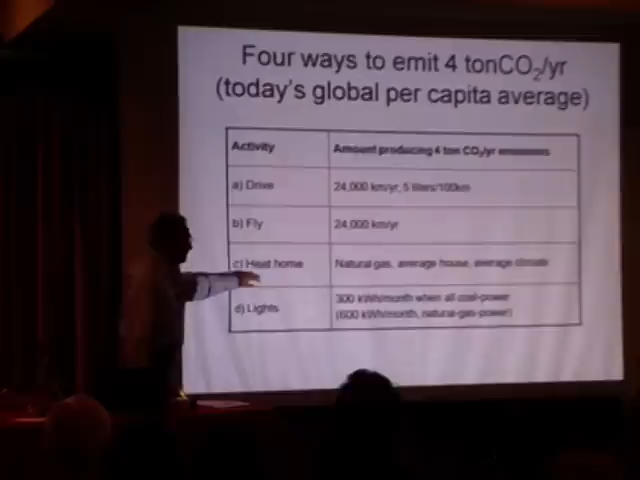 Four ways to emit 4 tonCO₂/yr
(today's global per capita average)
Activity Amount producing 4 ton CO₂/yr emissions
a) Drive 24,000 km/yr, 5 liters/100km
b) Fly 24,000 km/yr
c) Heat home Natural gas, average house, average climate
d) Lights 300 kWh/month when all coal-power
(600 kWh/month, natural-gas-power)